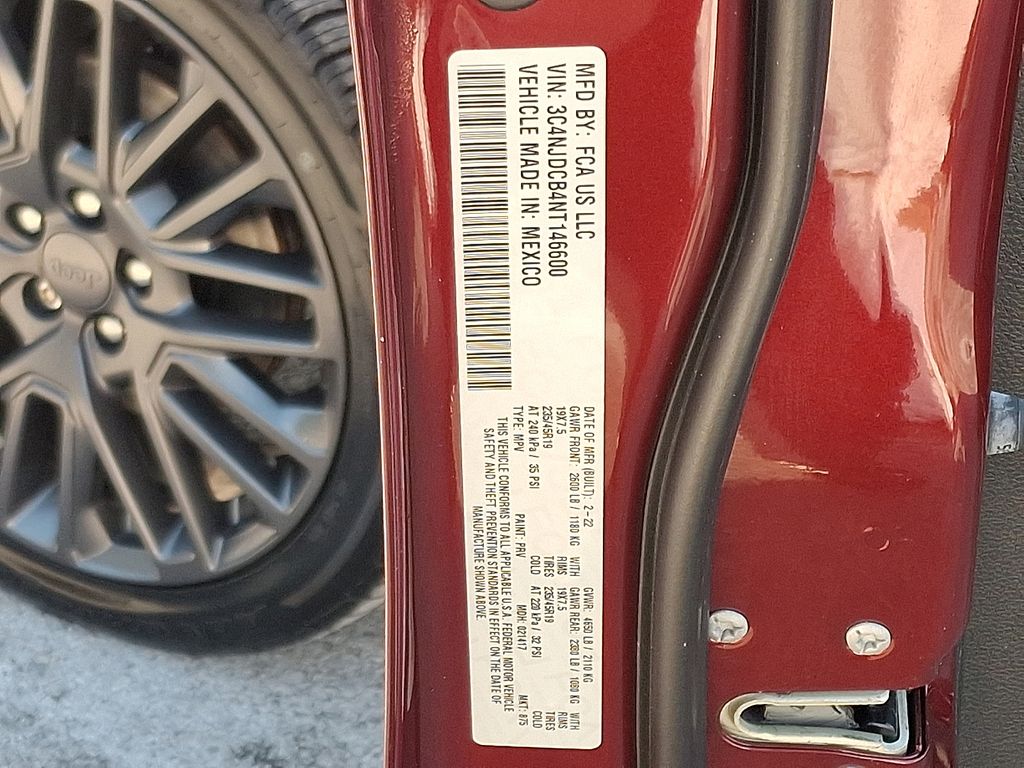 MFD BY: FCA US LLC
VIN: 3C4NJDCB4NT146600
VEHICLE MADE IN: MEXICO
DATE OF MFR (BUILT): 2-22 GVWR: 4650 LB / 2110 KG
GAWR FRONT: 2600 LB / 1180 KG WITH GAWR REAR: 2380 LB / 1080 KG WITH
19X7.5 RIMS 19X7.5 RIMS
235/45R19 TIRES 235/45R19 TIRES
AT 240 kPa / 35 PSI COLD AT 220 kPa / 32 PSI COLD
TYPE: MPV PAINT: PRV MDH: 021417 MKT: 875
THIS VEHICLE CONFORMS TO ALL APPLICABLE U.S.A. FEDERAL MOTOR VEHICLE
SAFETY AND THEFT PREVENTION STANDARDS IN EFFECT ON THE DATE OF
MANUFACTURE SHOWN ABOVE.
Jeep